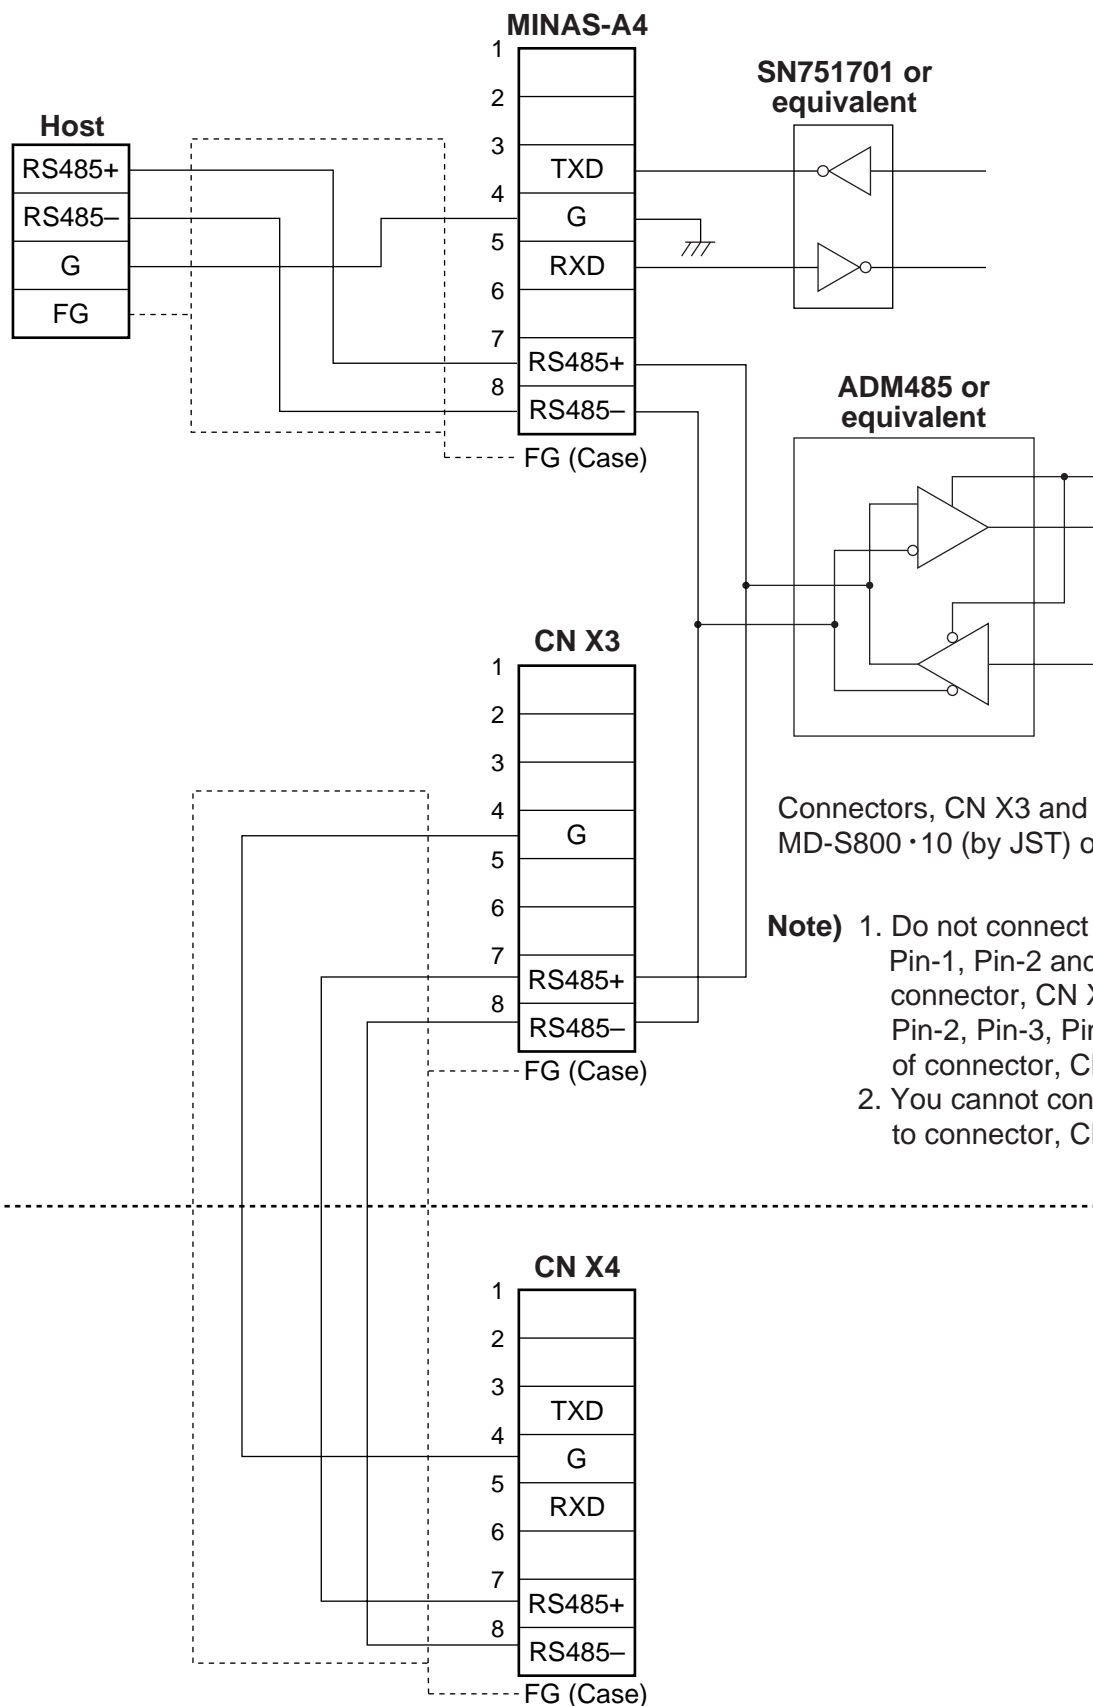 MINAS-A4
SN751701 or
equivalent
Host
RS485+
RS485–
G
FG
1
2
3
TXD
4
G
5
RXD
6
7
RS485+
8
RS485–
FG (Case)
ADM485 or
equivalent
CN X3
1
2
3
4
G
5
6
7
RS485+
8
RS485–
FG (Case)
Connectors, CN X3 and
MD-S800・10 (by JST) o
Note) 1. Do not connect
Pin-1, Pin-2 and
connector, CN X
Pin-2, Pin-3, Pin
of connector, C
2. You cannot con
to connector, C
CN X4
1
2
3
TXD
4
G
5
RXD
6
7
RS485+
8
RS485–
FG (Case)